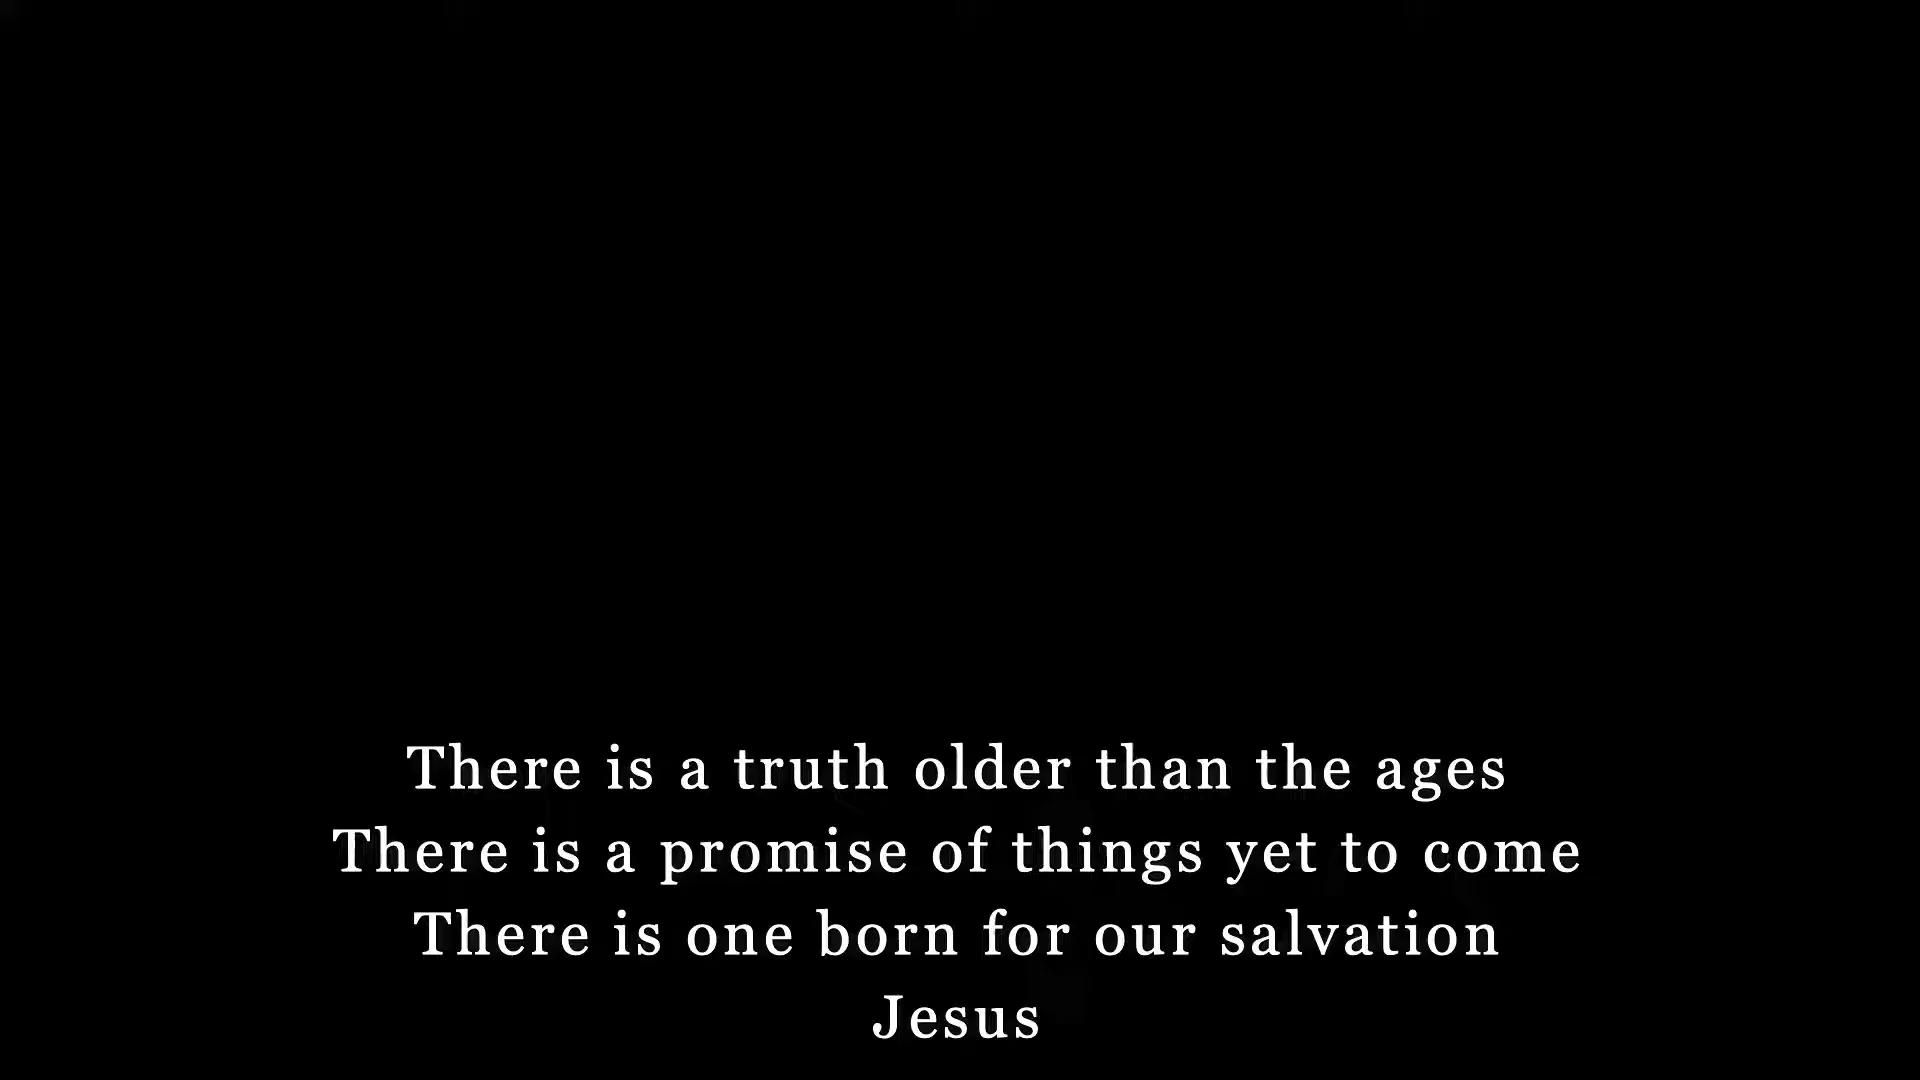 There is a truth older than the ages
There is a promise of things yet to come
There is one born for our salvation
Jesus